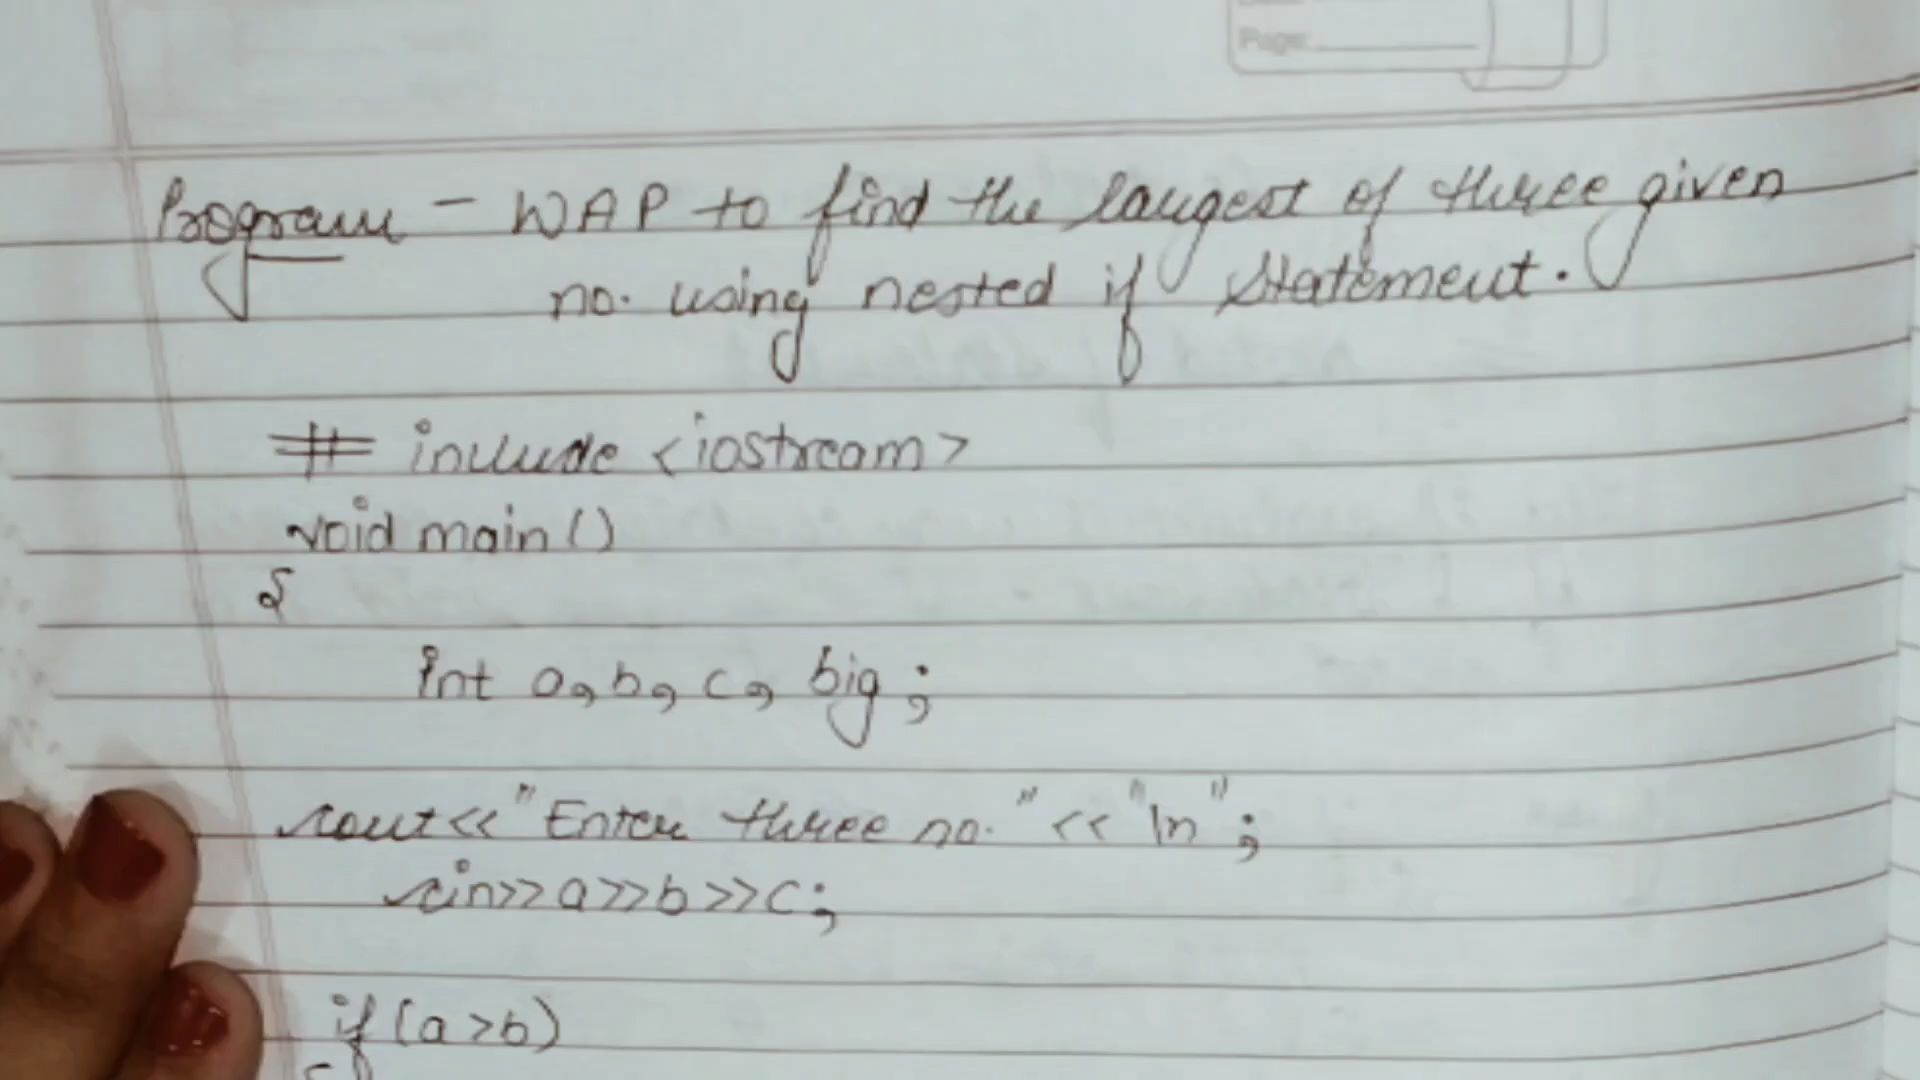 Page:
Program - WAP to find the largest of three given
no. using nested if statement.
# include <iostream>
void main()
{
int a, b, c, big;
cout<<"Enter three no."<<"\n";
cin>>a>>b>>c;
if (a>b)
{